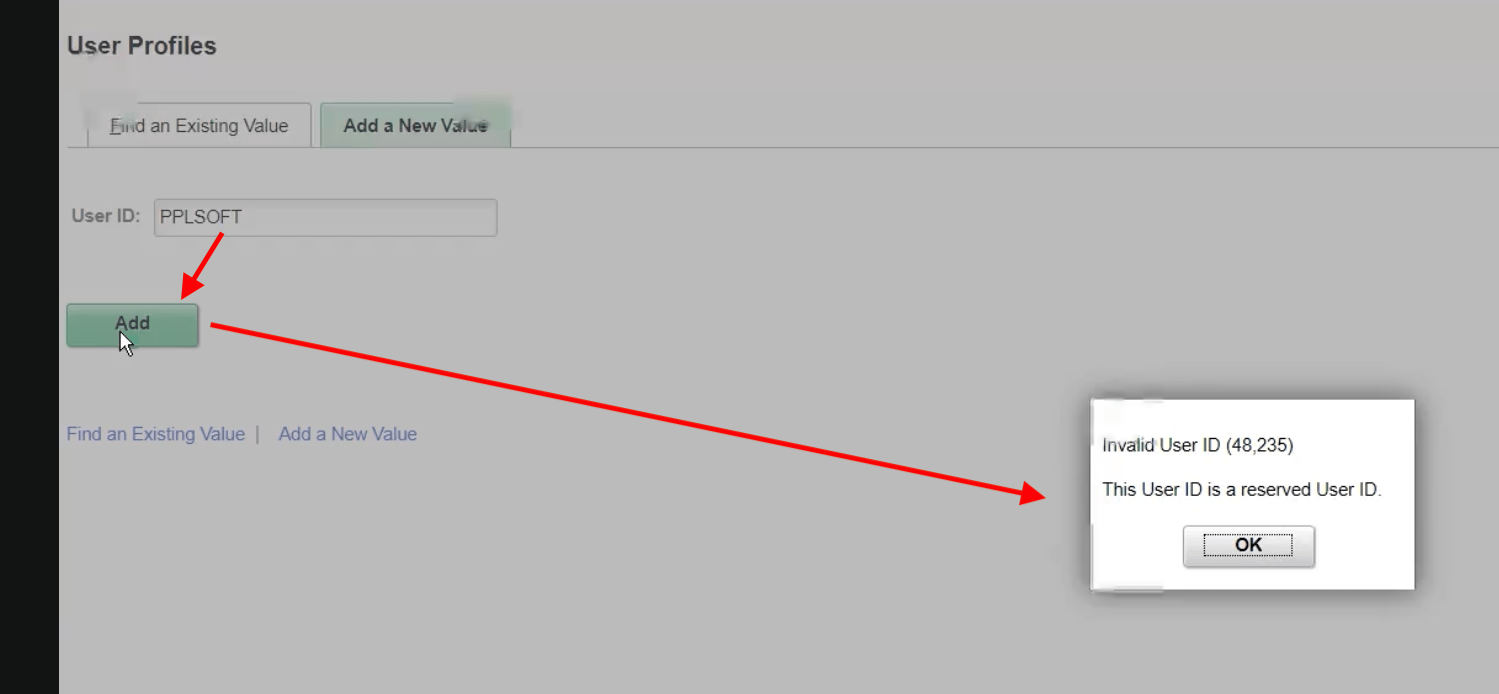 User Profiles
Find an Existing Value
Add a New Value
User ID: PPLSOFT
Add
Find an Existing Value | Add a New Value
Invalid User ID (48,235)
This User ID is a reserved User ID.
OK